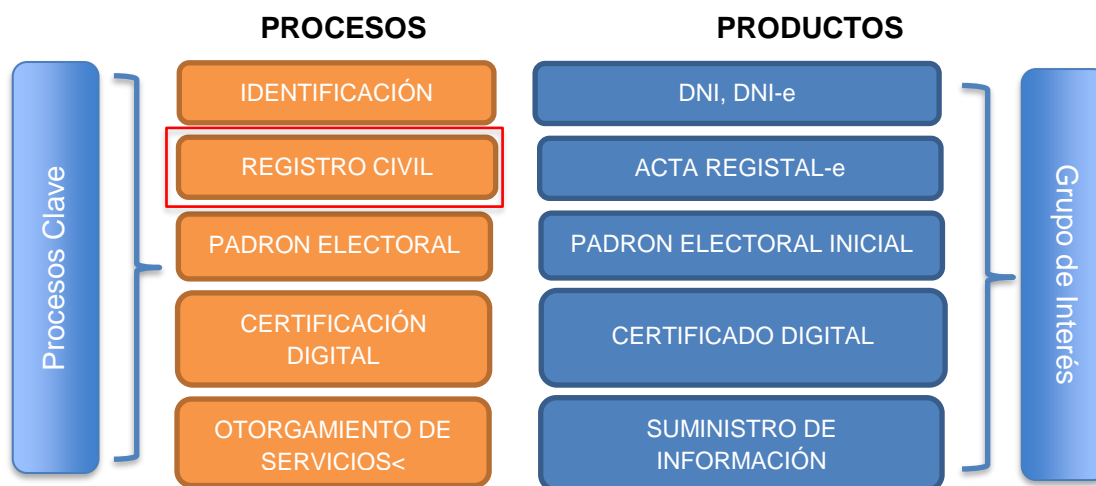 PROCESOS
PRODUCTOS
Procesos Clave
IDENTIFICACIÓN
DNI, DNI-e
REGISTRO CIVIL
ACTA REGISTAL-e
PADRON ELECTORAL
PADRON ELECTORAL INICIAL
CERTIFICACIÓN
DIGITAL
CERTIFICADO DIGITAL
OTORGAMIENTO DE
SERVICIOS<
SUMINISTRO DE
INFORMACIÓN
Grupo de Interés